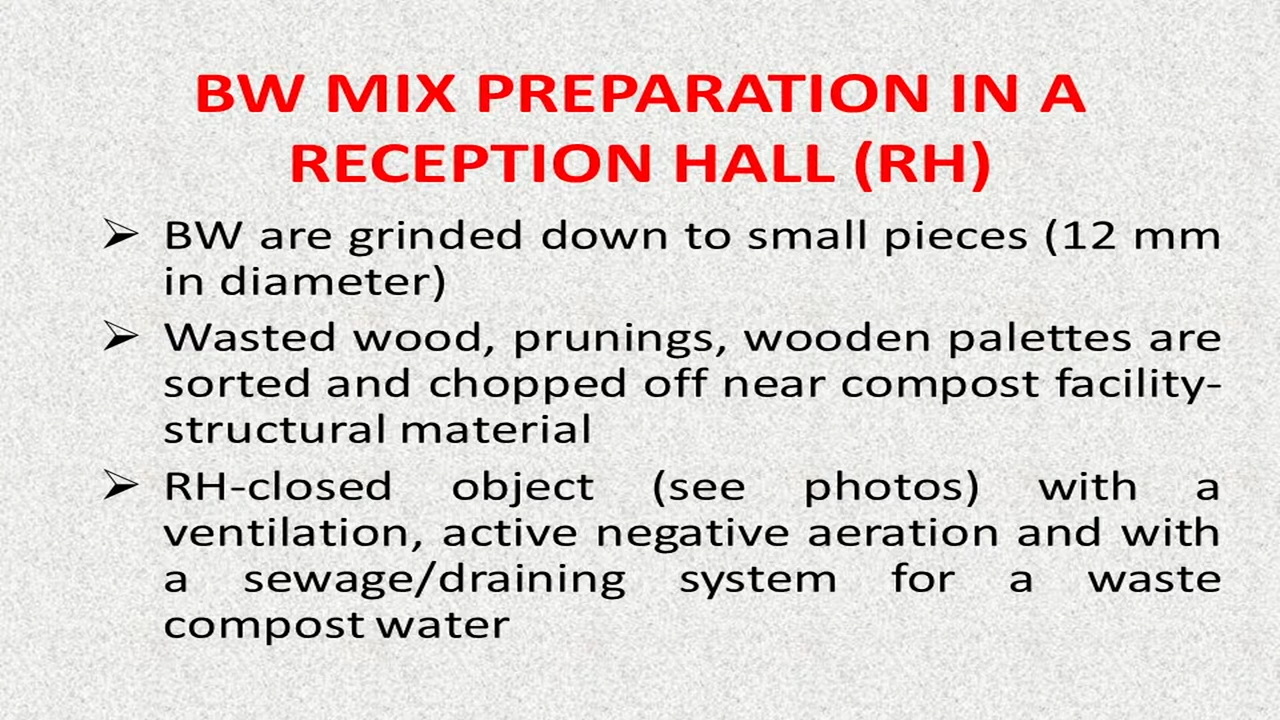 BW MIX PREPARATION IN A
RECEPTION HALL (RH)
➢ BW are grinded down to small pieces (12 mm
in diameter)
➢ Wasted wood, prunings, wooden palettes are
sorted and chopped off near compost facility-
structural material
➢ RH-closed object (see photos) with a
ventilation, active negative aeration and with
a sewage/draining system for a waste
compost water